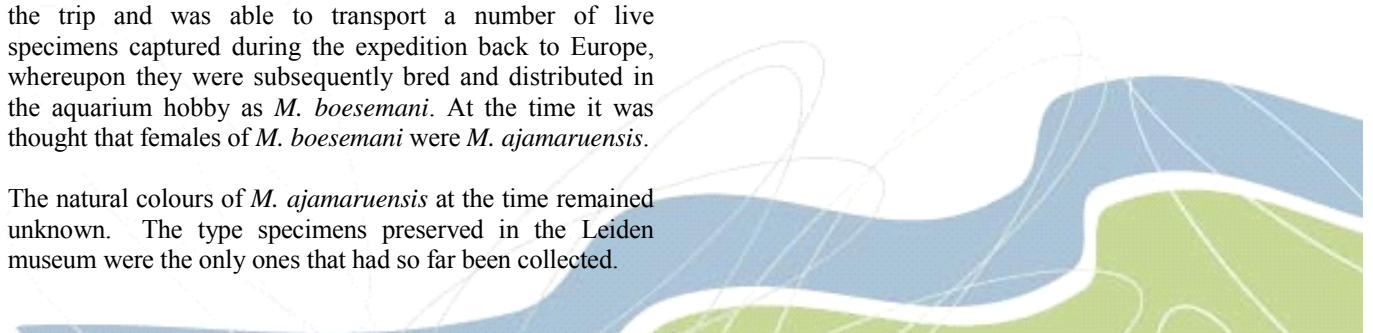 the trip and was able to transport a number of live
specimens captured during the expedition back to Europe,
whereupon they were subsequently bred and distributed in
the aquarium hobby as M. boesemani. At the time it was
thought that females of M. boesemani were M. ajamaruensis.
The natural colours of M. ajamaruensis at the time remained
unknown. The type specimens preserved in the Leiden
museum were the only ones that had so far been collected.